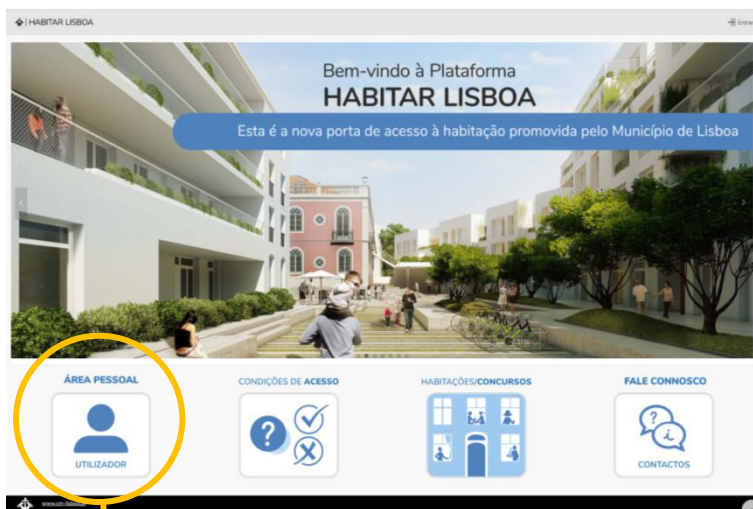 HABITAR LISBOA
Entrar
Bem-vindo à Plataforma
HABITAR LISBOA
Esta é a nova porta de acesso à habitação promovida pelo Município de Lisboa
ÁREA PESSOAL
CONDIÇÕES DE ACESSO
HABITAÇÕES/CONCURSOS
FALE CONNOSCO
UTILIZADOR
CONTACTOS